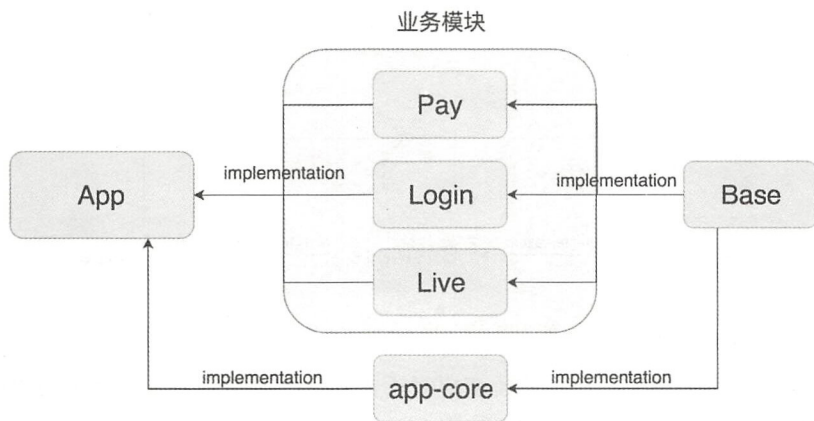 业务模块
Pay
implementation
implementation
App
Login
Base
Live
implementation
implementation
app-core